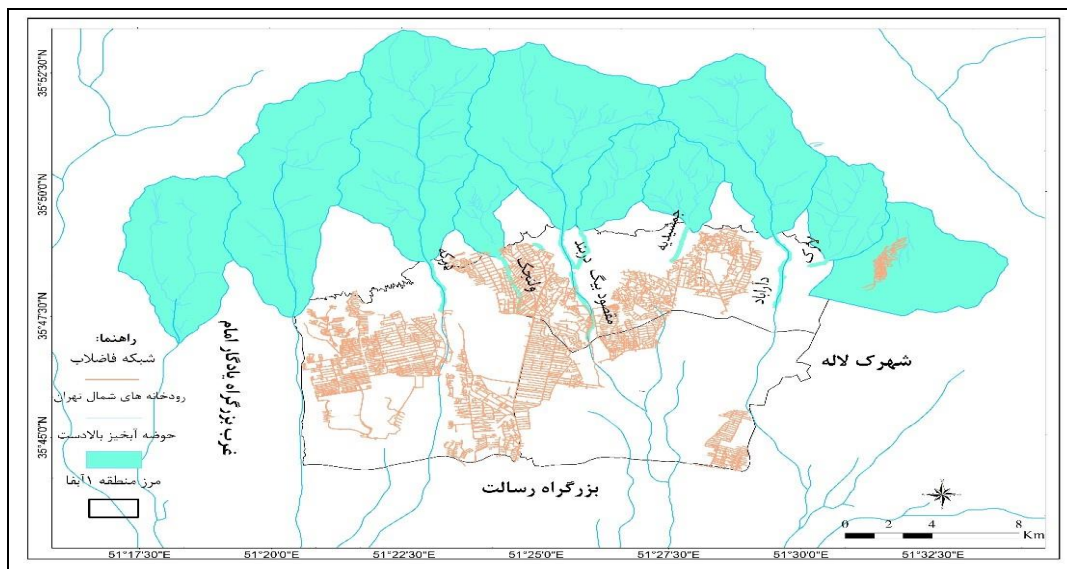 35°52'30"N
35°50'0"N
35°47'30"N
35°45'0"N
ولنجک
دربند
مقصود بیگ
دارآباد
شهرک لاله
غرب بزرگراه یادگار امام
بزرگراه رسالت
راهنما:
شبکه فاضلاب
رودخانه های شمال تهران
حوضه آبخیز بالادست
مرز منطقه ۱ آبفا
0 2 4 8
Km
51°17'30"E 51°20'0"E 51°22'30"E 51°25'0"E 51°27'30"E 51°30'0"E 51°32'30"E